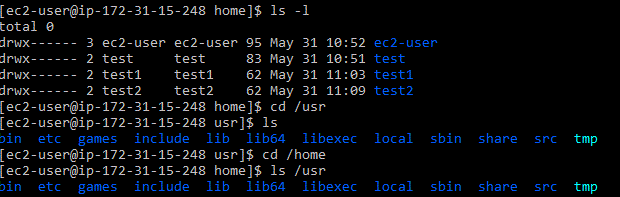 [ec2-user@ip-172-31-15-248 home]$ ls -l
total 0
drwx------ 3 ec2-user ec2-user 95 May 31 10:52 ec2-user
drwx------ 2 test     test     83 May 31 10:51 test
drwx------ 2 test1    test1    62 May 31 11:03 test1
drwx------ 2 test2    test2    62 May 31 11:09 test2
[ec2-user@ip-172-31-15-248 home]$ cd /usr
[ec2-user@ip-172-31-15-248 usr]$ ls
bin  etc  games  include  lib  lib64  libexec  local  sbin  share  src  tmp
[ec2-user@ip-172-31-15-248 usr]$ cd /home
[ec2-user@ip-172-31-15-248 home]$ ls /usr
bin  etc  games  include  lib  lib64  libexec  local  sbin  share  src  tmp